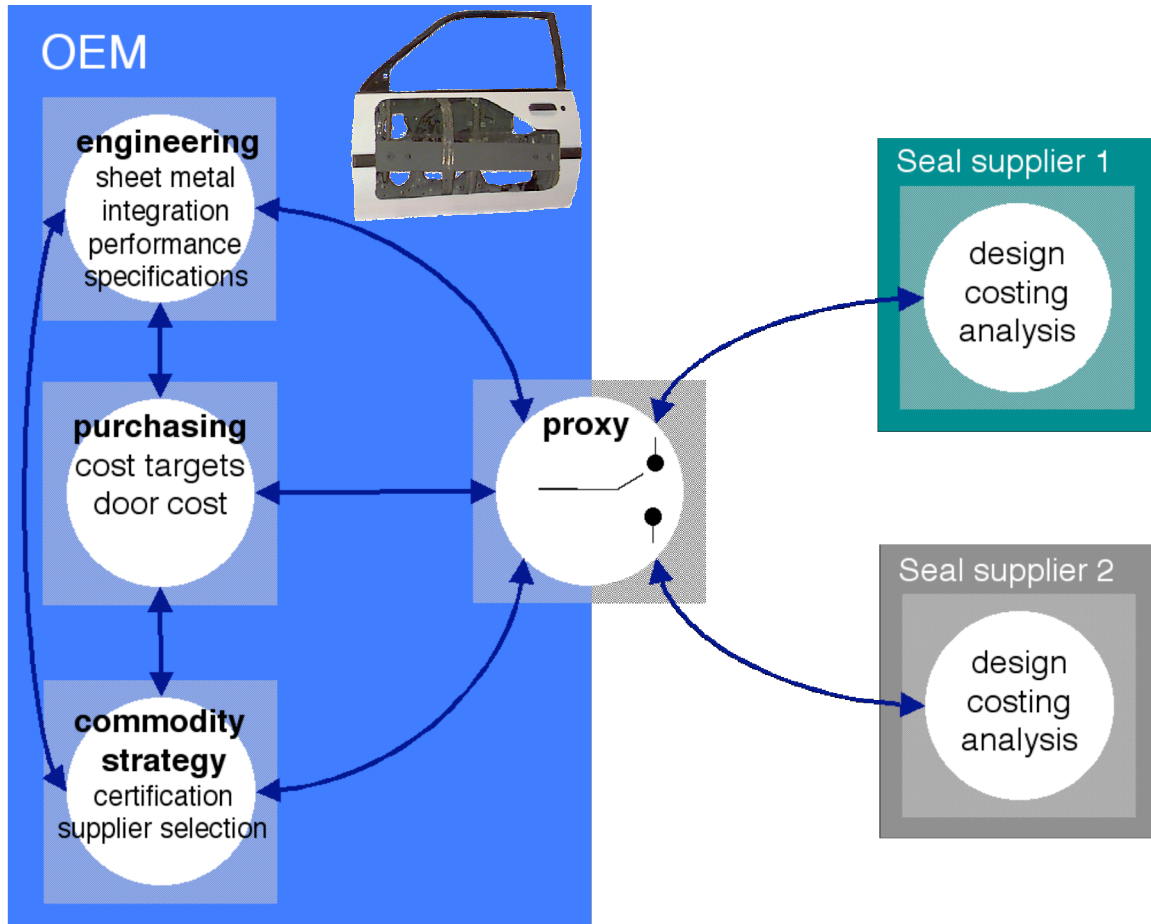 OEM
engineering
sheet metal
integration
performance
specifications
purchasing
cost targets
door cost
commodity
strategy
certification
supplier selection
proxy
Seal supplier 1
design
costing
analysis
Seal supplier 2
design
costing
analysis